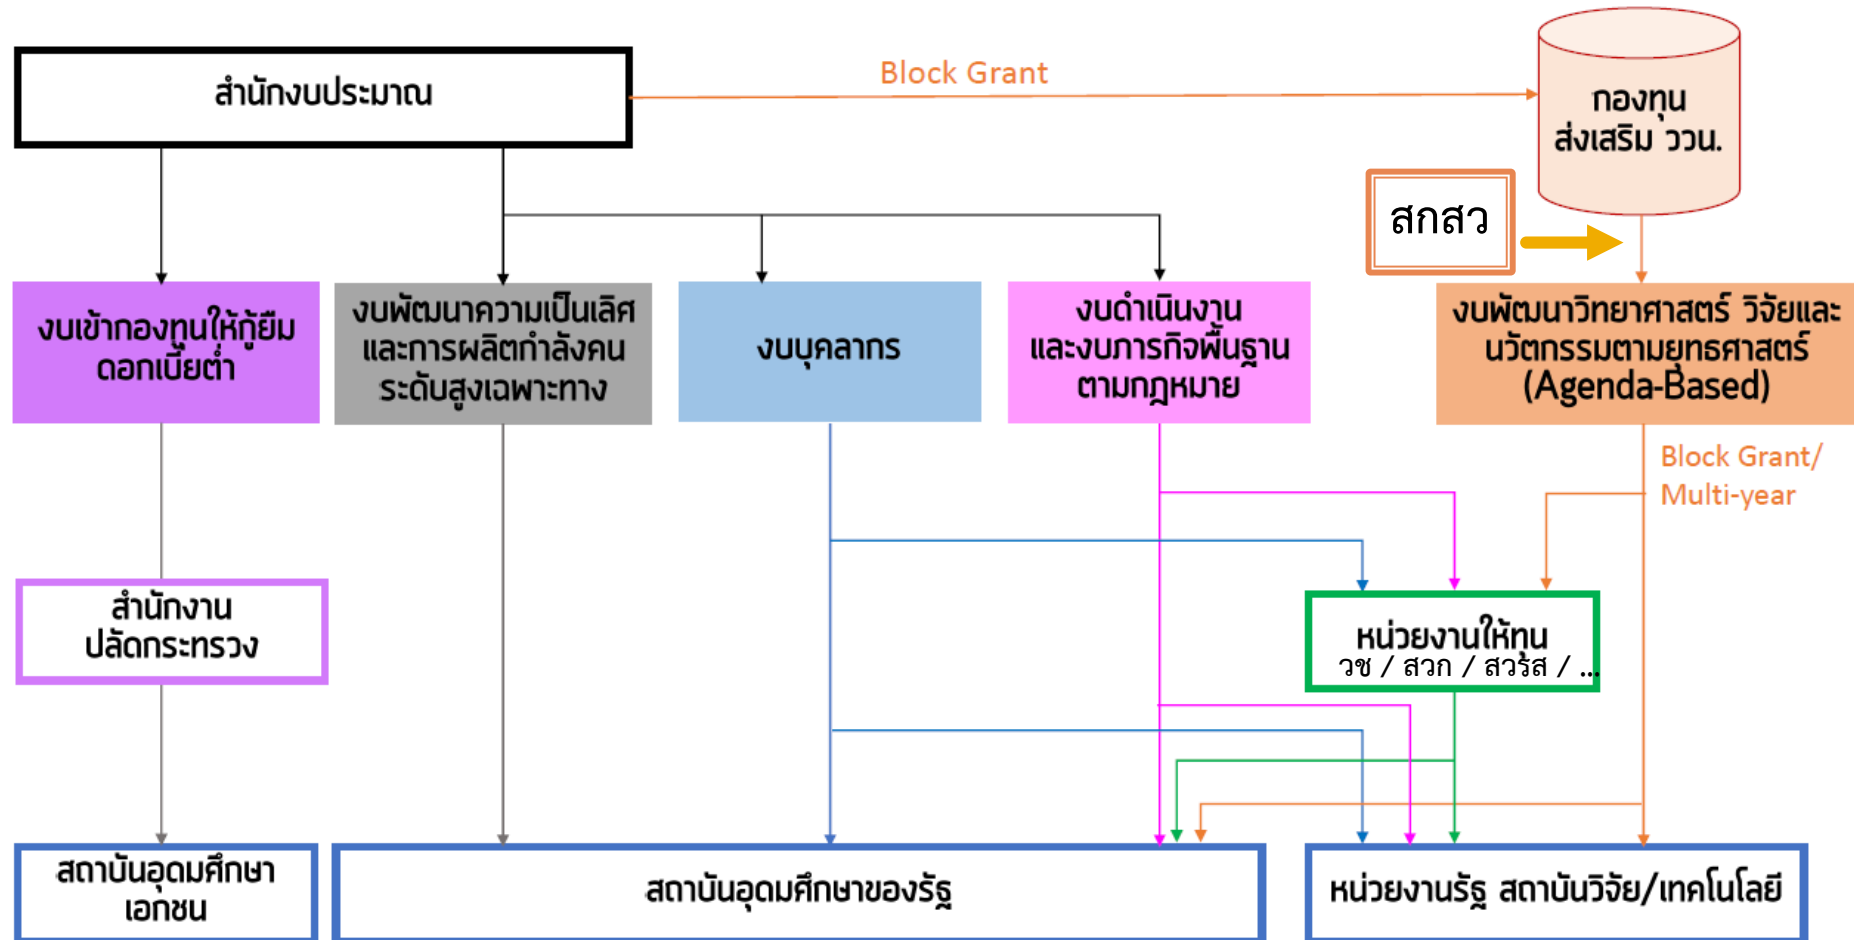 สำนักงบประมาณ
Block Grant
กองทุน
ส่งเสริม ววน.
สกสว
งบเข้ากองทุนให้กู้ยืม
ดอกเบี้ยต่ำ
งบพัฒนาความเป็นเลิศ
และการผลิตกำลังคน
ระดับสูงเฉพาะทาง
งบบุคลากร
งบดำเนินงาน
และงบภารกิจพื้นฐาน
ตามกฎหมาย
งบพัฒนาวิทยาศาสตร์ วิจัยและ
นวัตกรรมตามยุทธศาสตร์
(Agenda-Based)
Block Grant/
Multi-year
สำนักงาน
ปลัดกระทรวง
หน่วยงานให้ทุน
วช / สวก / สวรส / ...
สถาบันอุดมศึกษา
เอกชน
สถาบันอุดมศึกษาของรัฐ
หน่วยงานรัฐ สถาบันวิจัย/เทคโนโลยี